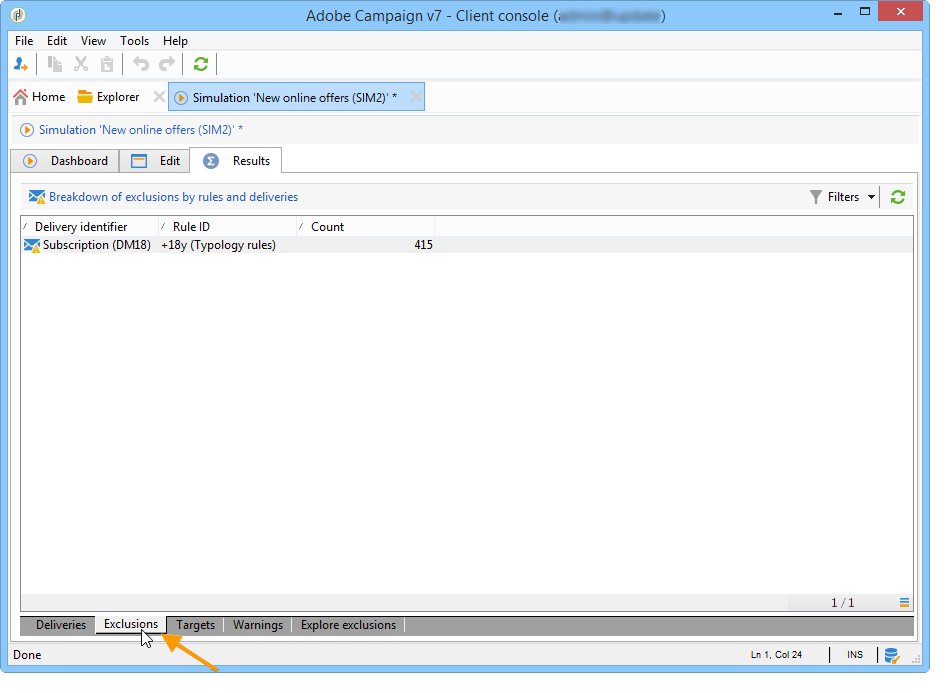 Adobe Campaign v7 - Client console ( )
File Edit View Tools Help
Home Explorer Simulation 'New online offers (SIM2)' *
Simulation 'New online offers (SIM2)' *
Dashboard Edit Σ Results
Breakdown of exclusions by rules and deliveries Filters
Delivery identifier Rule ID Count
Subscription (DM18) +18y (Typology rules) 415
1 / 1
Deliveries Exclusions Targets Warnings Explore exclusions
Done Ln 1, Col 24 INS